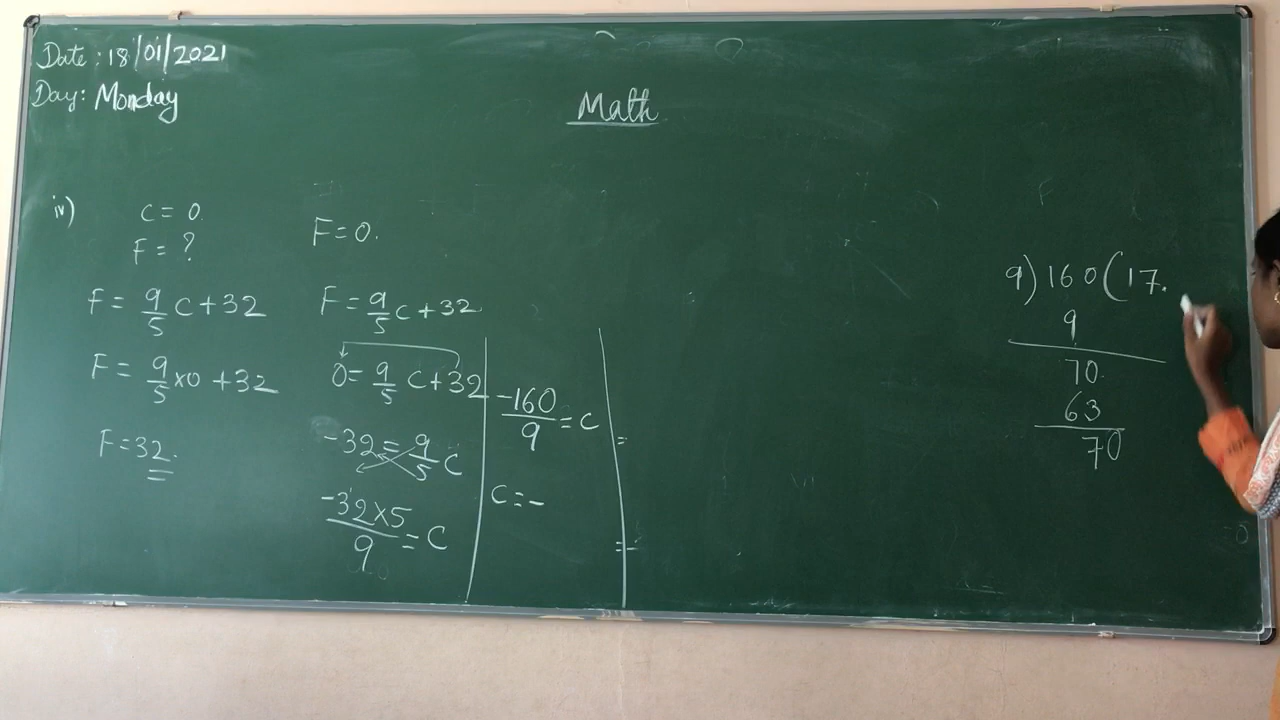 Date: 18/01/2021
Day: Monday
Math
iv)
C = 0.
F = ?
F = 9/5 C + 32
F = 9/5 × 0 + 32
F = 32.
F = 0.
F = 9/5 C + 32
0 = 9/5 C + 32
-32 = 9/5 C
-32 × 5 / 9 = C
-160 / 9 = C
C = -
=
=
9) 160 ( 17.
9
70
63
70